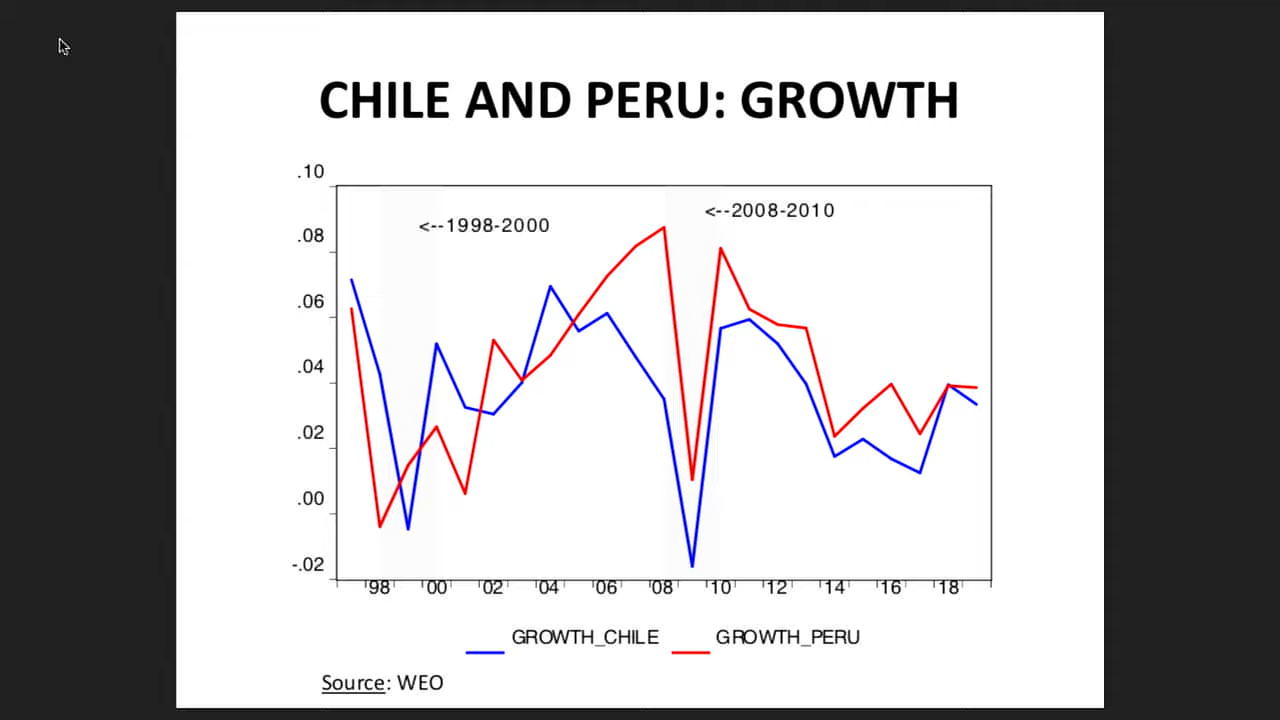 CHILE AND PERU: GROWTH
.10
.08
.06
.04
.02
.00
-.02
<--1998-2000
<--2008-2010
'98 '00 '02 '04 '06 '08 '10 '12 '14 '16 '18
GROWTH_CHILE GROWTH_PERU
Source: WEO